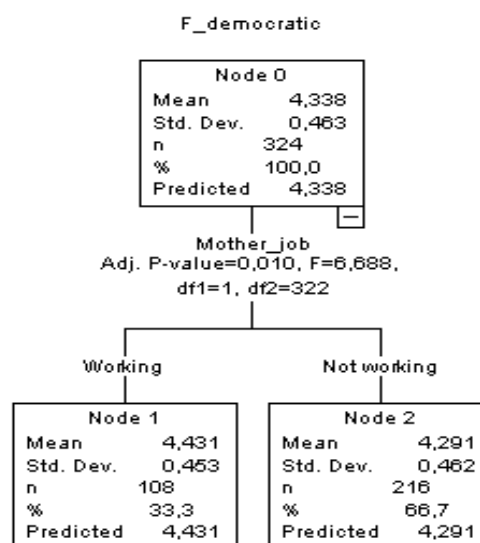 F_democratic
Node 0
Mean 4,338
Std. Dev. 0,463
n 324
% 100,0
Predicted 4,338
Mother_job
Adj. P-value=0,010, F=6,688,
df1=1, df2=322
Working
Not working
Node 1
Mean 4,431
Std. Dev. 0,453
n 108
% 33,3
Predicted 4,431
Node 2
Mean 4,291
Std. Dev. 0,462
n 216
% 66,7
Predicted 4,291